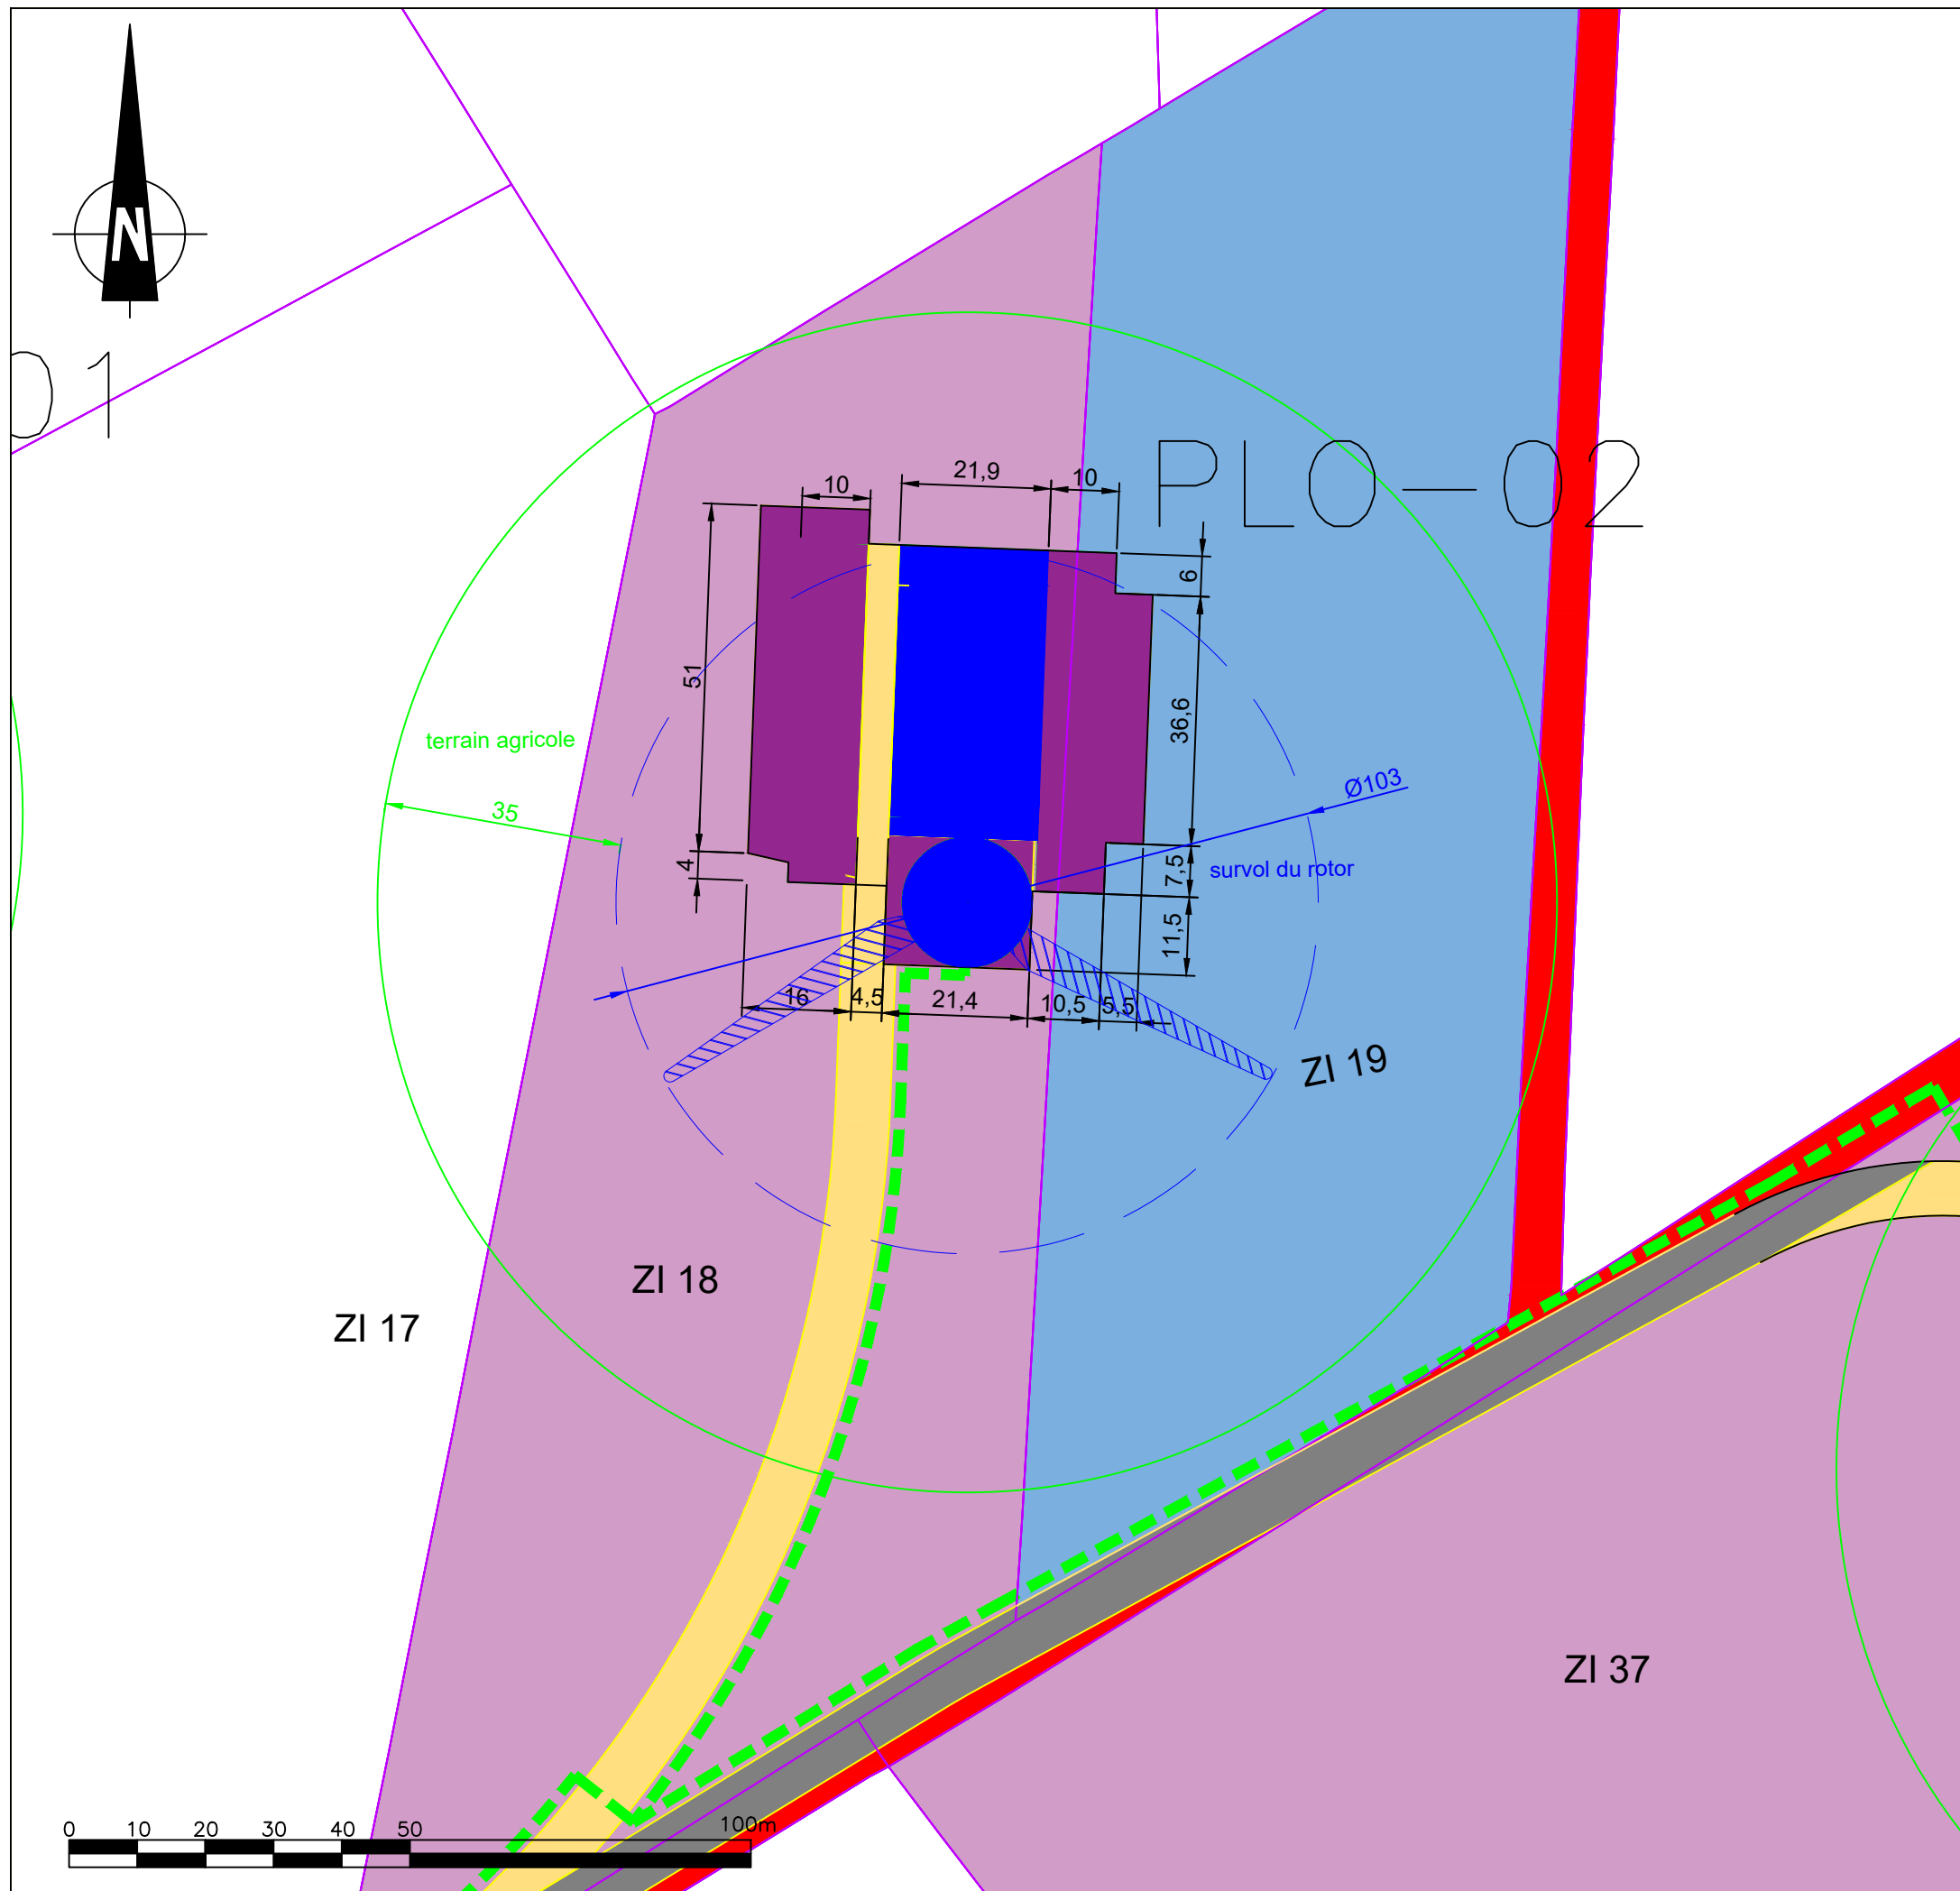 N
01
PLO-02
10
21,9
10
6
51
36,6
terrain agricole
35
Ø103
4
7,5
survol du rotor
11,5
16
4,5
21,4
10,5
5,5
ZI 19
ZI 18
ZI 17
ZI 37
0 10 20 30 40 50 100m